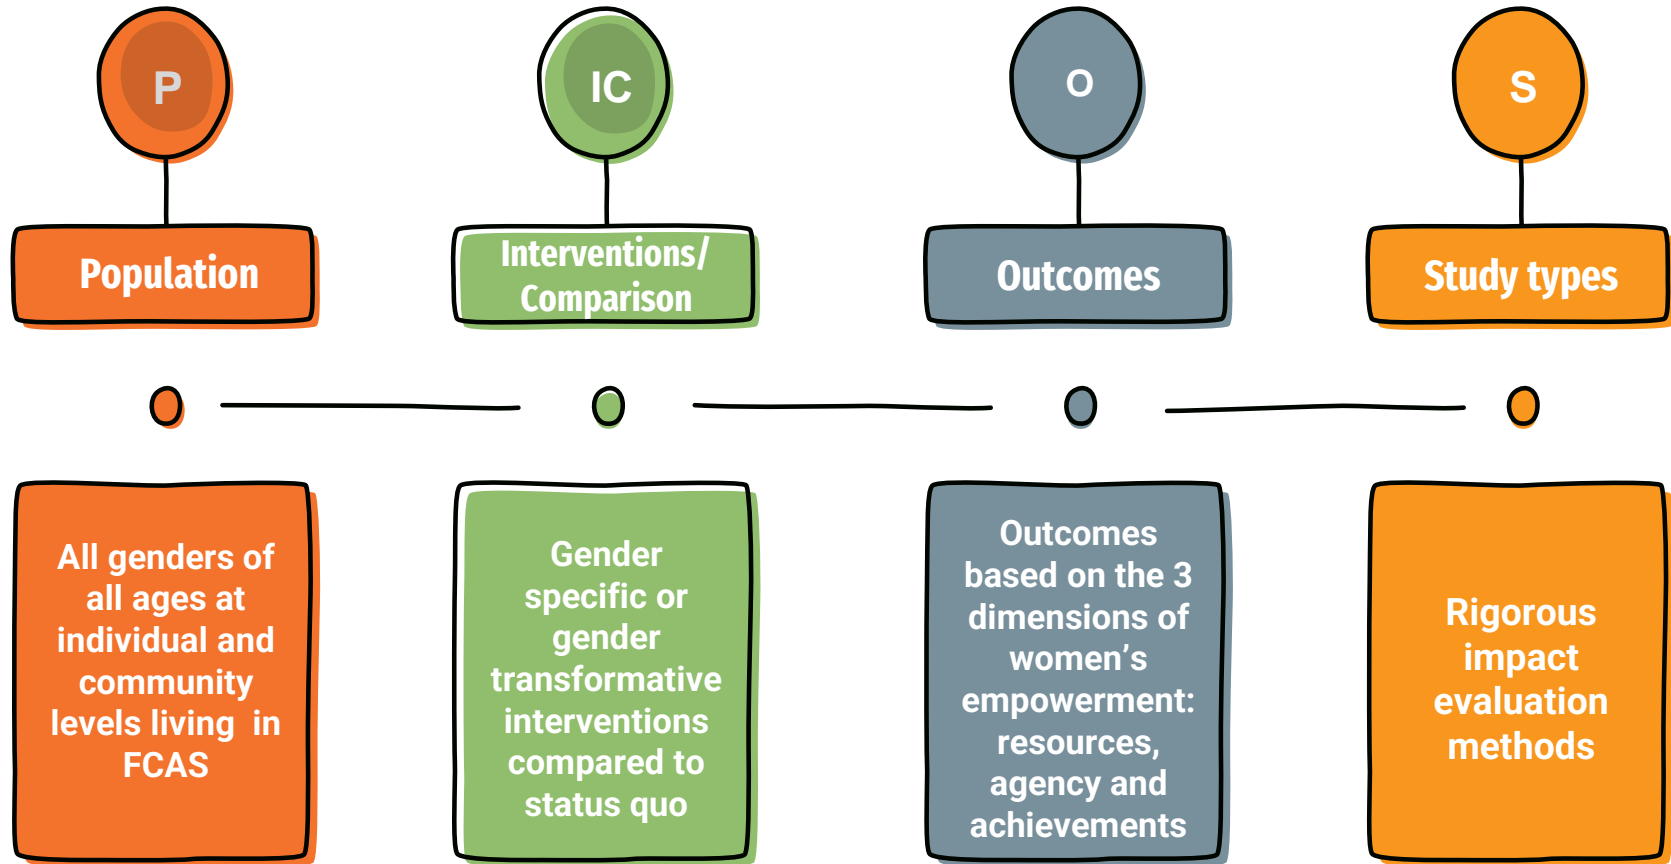 P
IC
O
S
Population
Interventions/
Comparison
Outcomes
Study types
All genders of
all ages at
individual and
community
levels living  in
FCAS
Gender
specific or
gender
transformative
interventions
compared to
status quo
Outcomes
based on the 3
dimensions of
women’s
empowerment:
resources,
agency and
achievements
Rigorous
impact
evaluation
methods